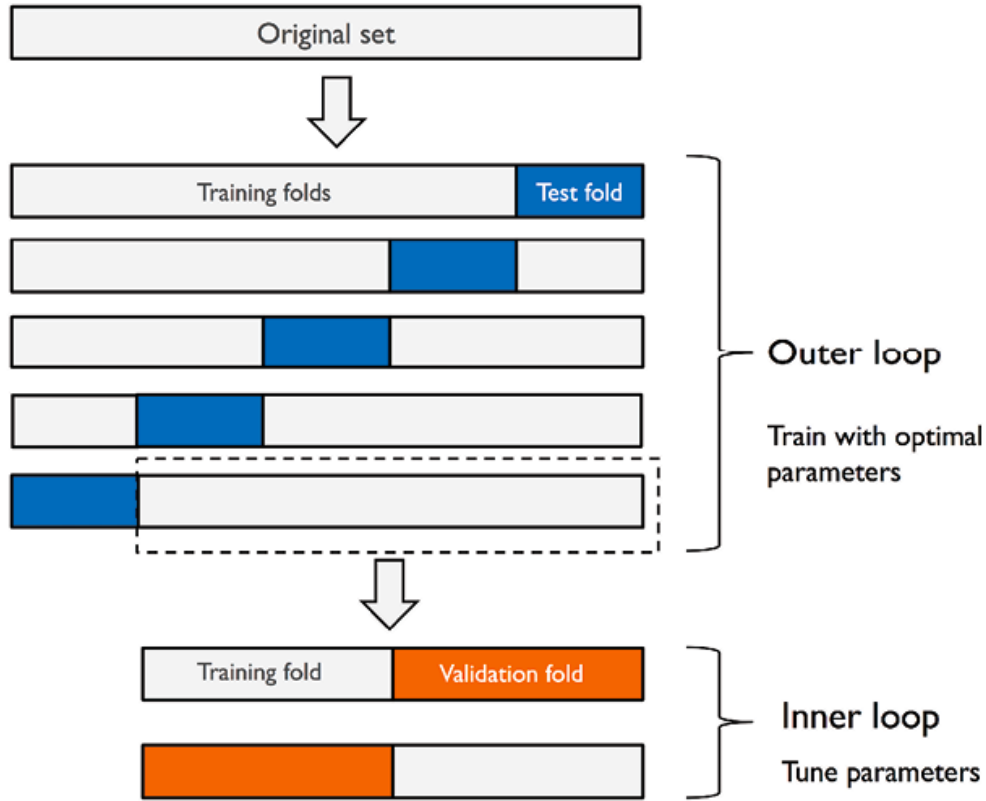 Original set
Training folds
Test fold
Outer loop
Train with optimal
parameters
Training fold
Validation fold
Inner loop
Tune parameters